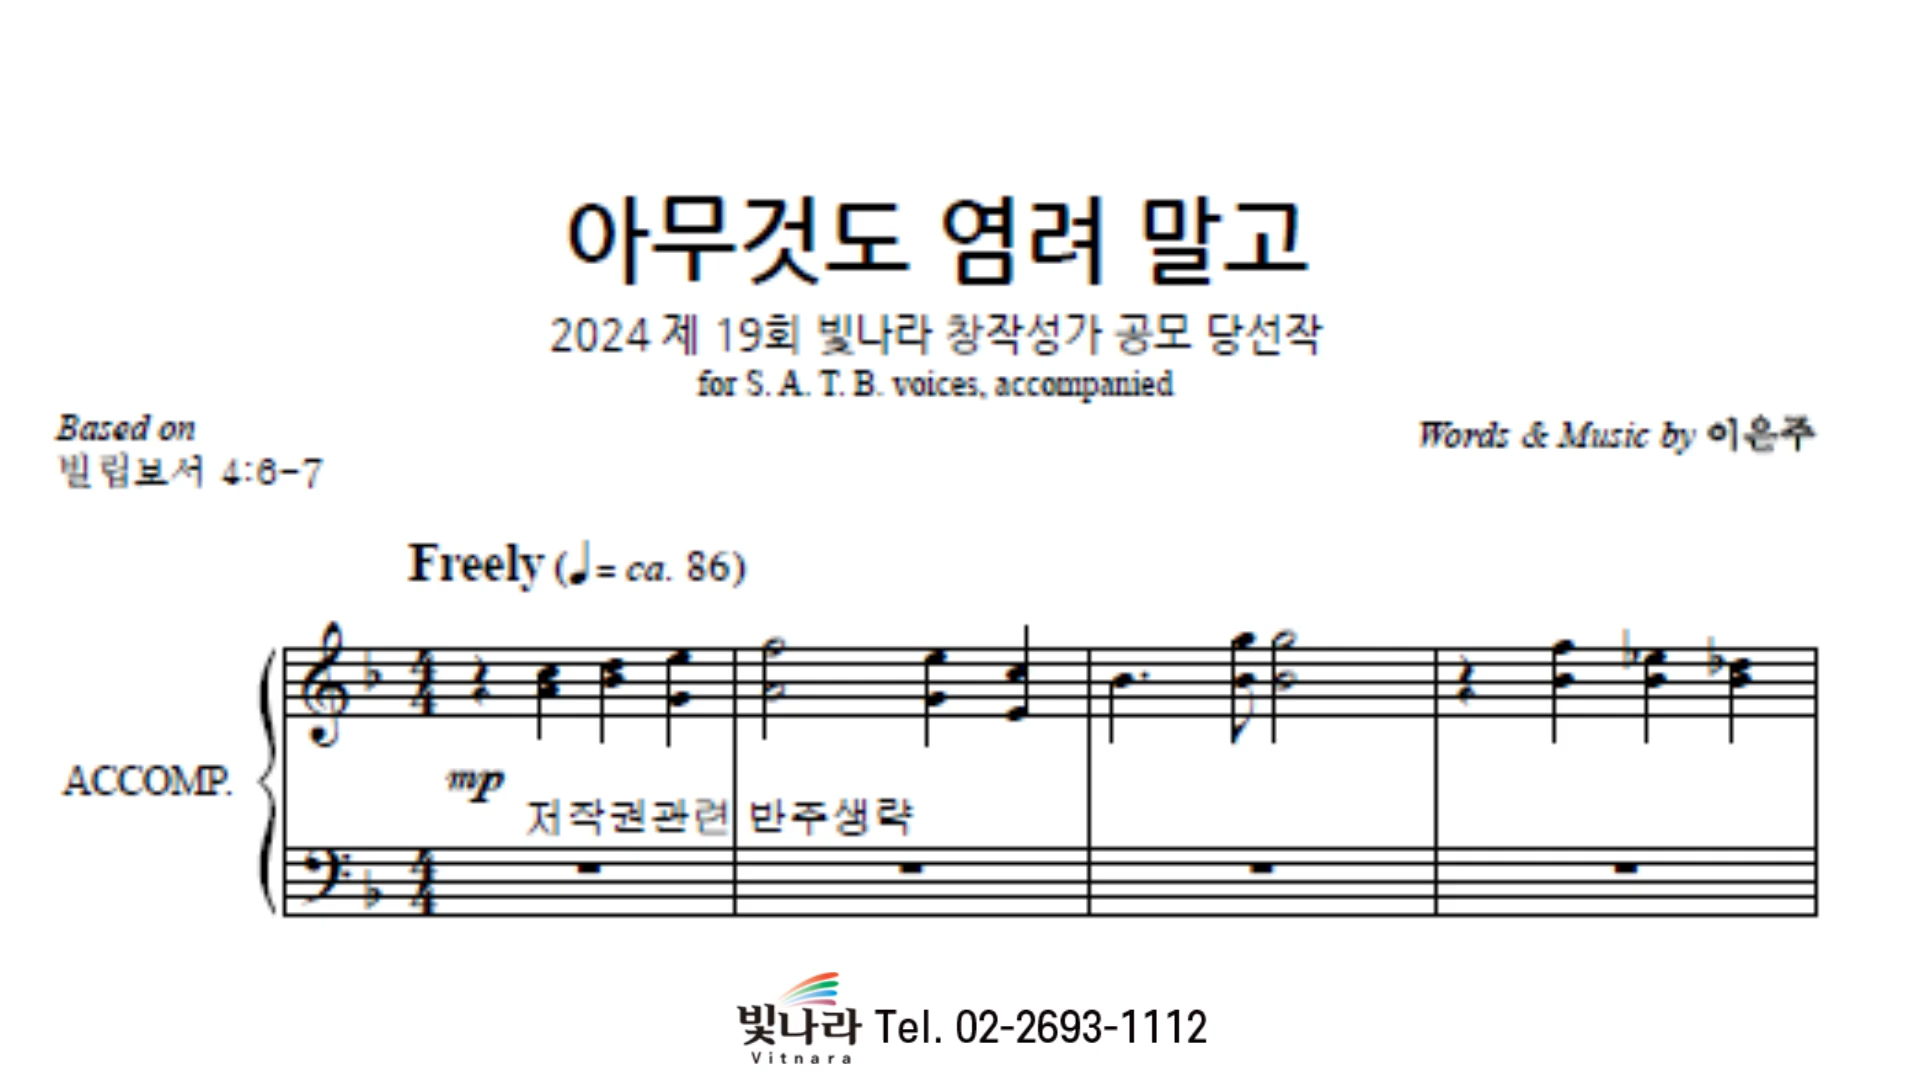 아무것도 염려 말고
2024 제 19회 빛나라 창작성가 공모 당선작
for S. A. T. B. voices, accompanied
Based on
빌립보서 4:6-7
Words & Music by 이은주
Freely (♩= ca. 86)
ACCOMP.
mp
저작권관련 반주생략
빛나라 Tel. 02-2693-1112
Vitnara